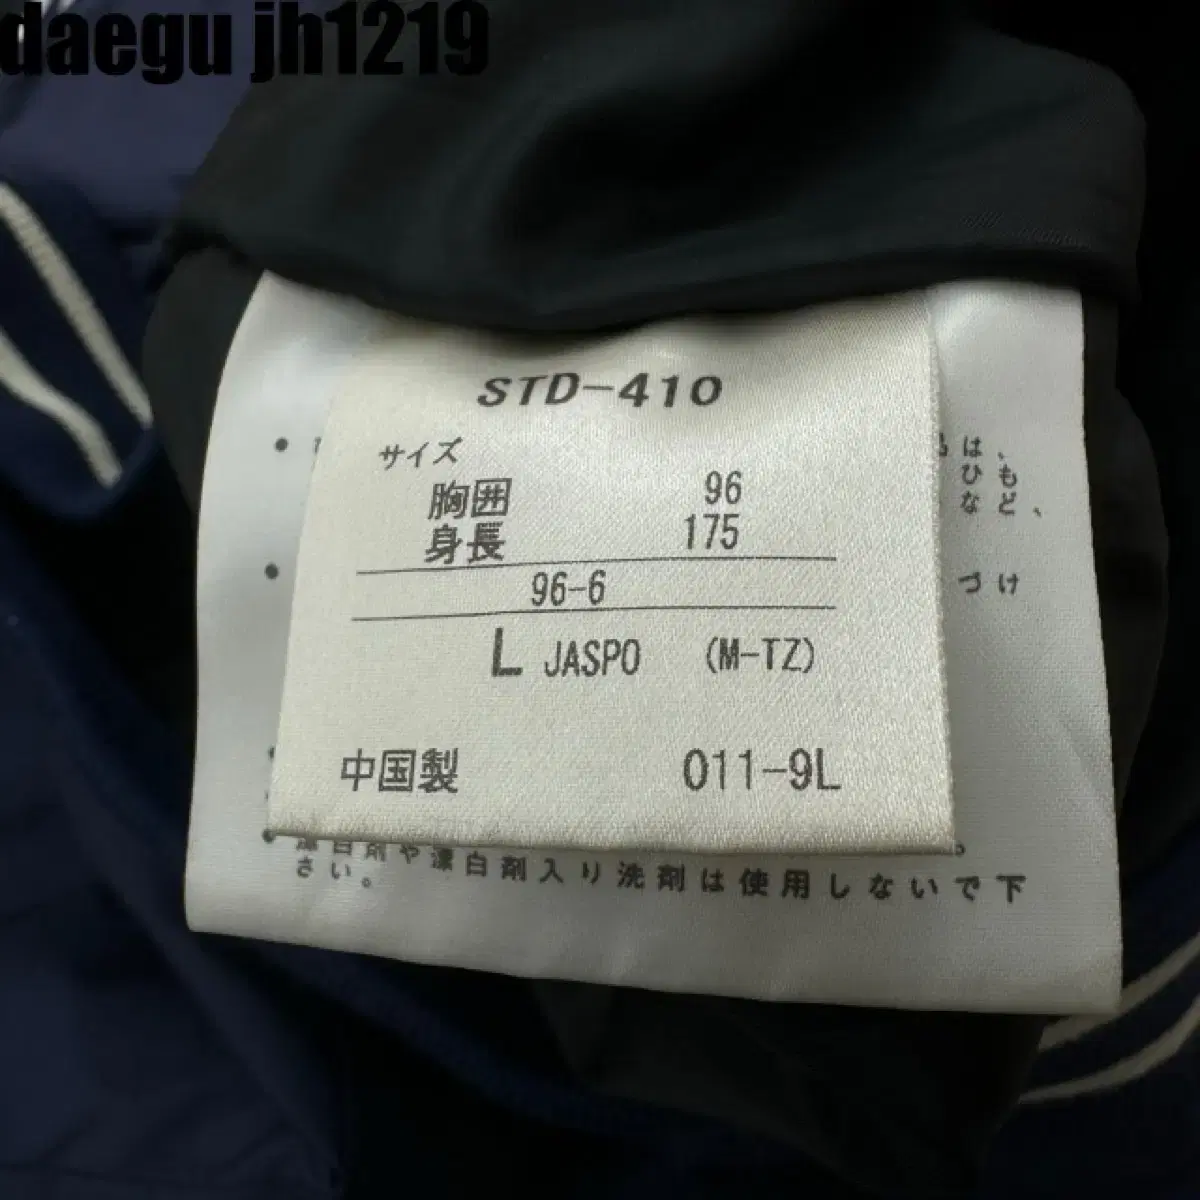 daegu jh1219
STD-410
サイズ
胸囲 96
身長 175
96-6
L JASPO (M-TZ)
中国製 011-9L
は、
ひも
など、
づけ
漂白剤や漂白剤入り洗剤は使用しないで下
さい。